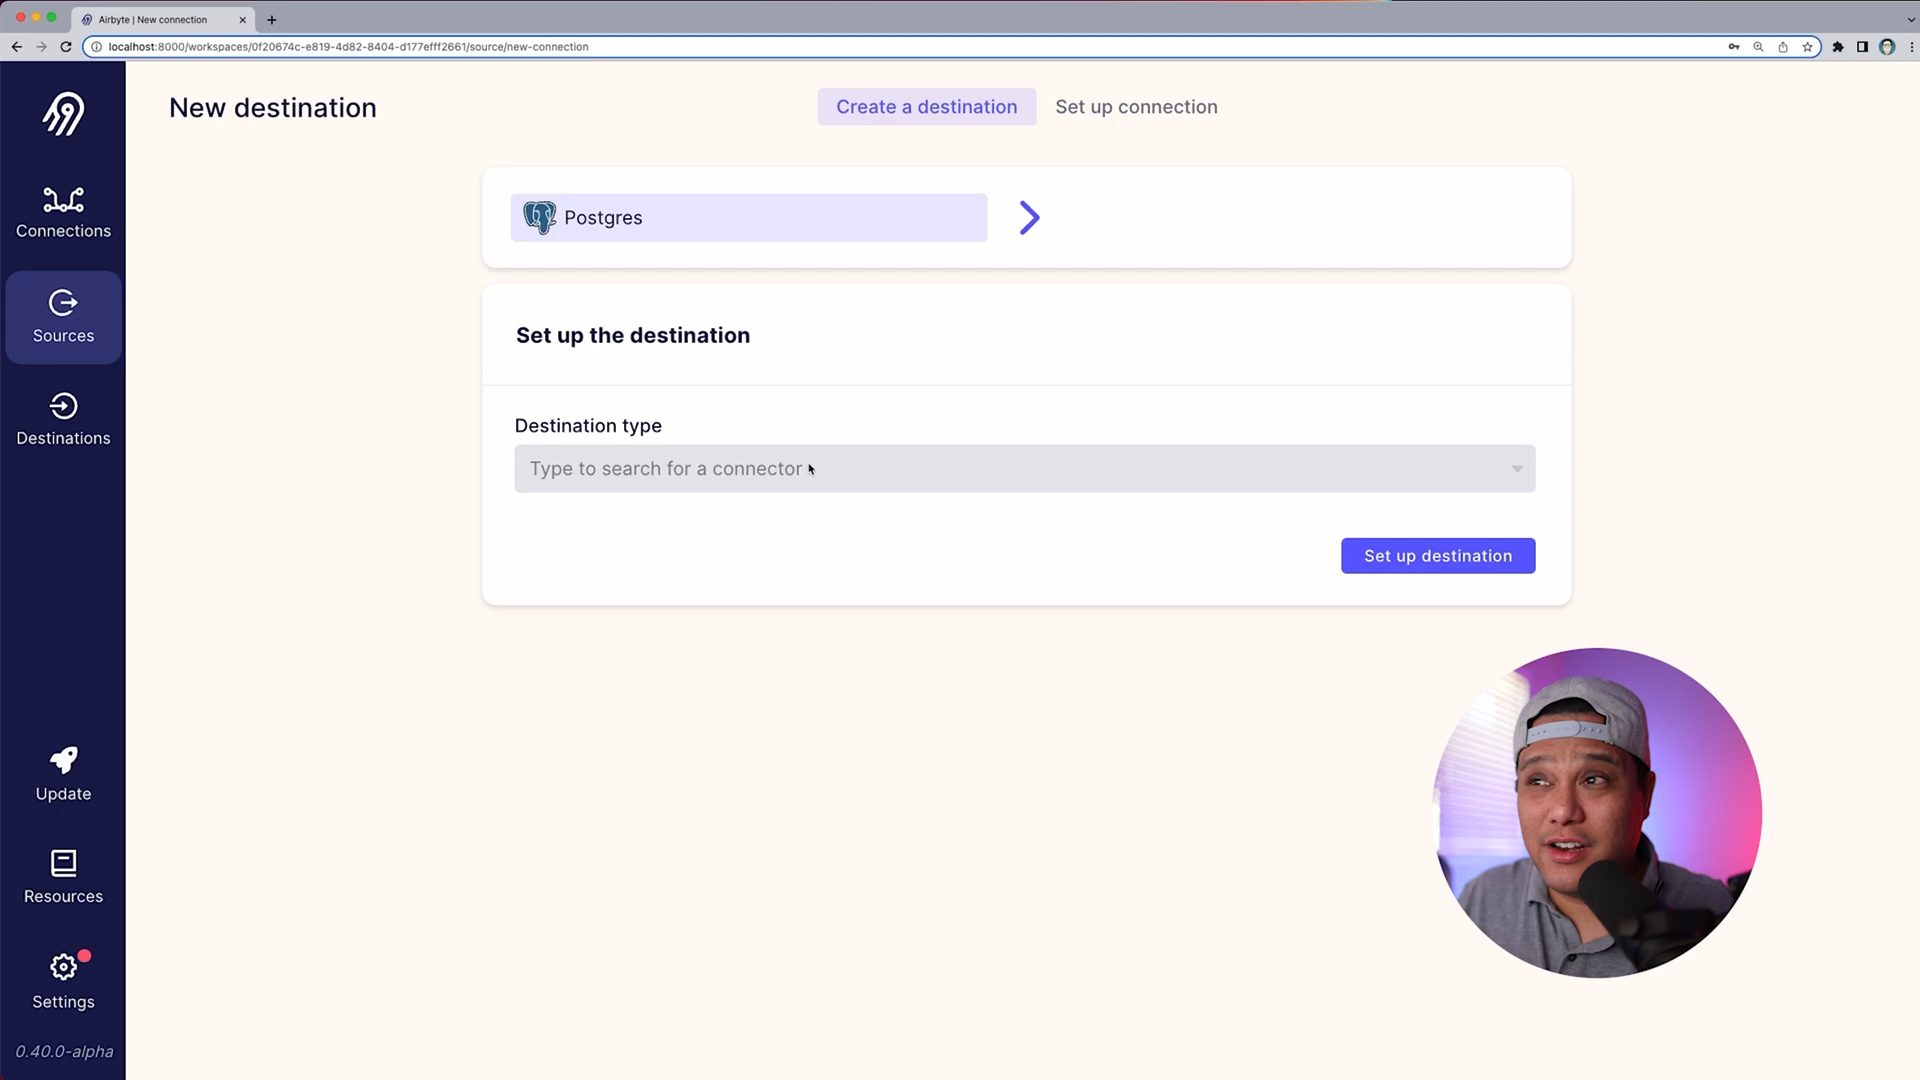 Airbyte | New connection
localhost:8000/workspaces/0f20674c-e819-4d82-8404-d177efff2661/source/new-connection
New destination
Create a destination
Set up connection
Connections
Sources
Destinations
Update
Resources
Settings
0.40.0-alpha
Postgres
Set up the destination
Destination type
Type to search for a connector
Set up destination